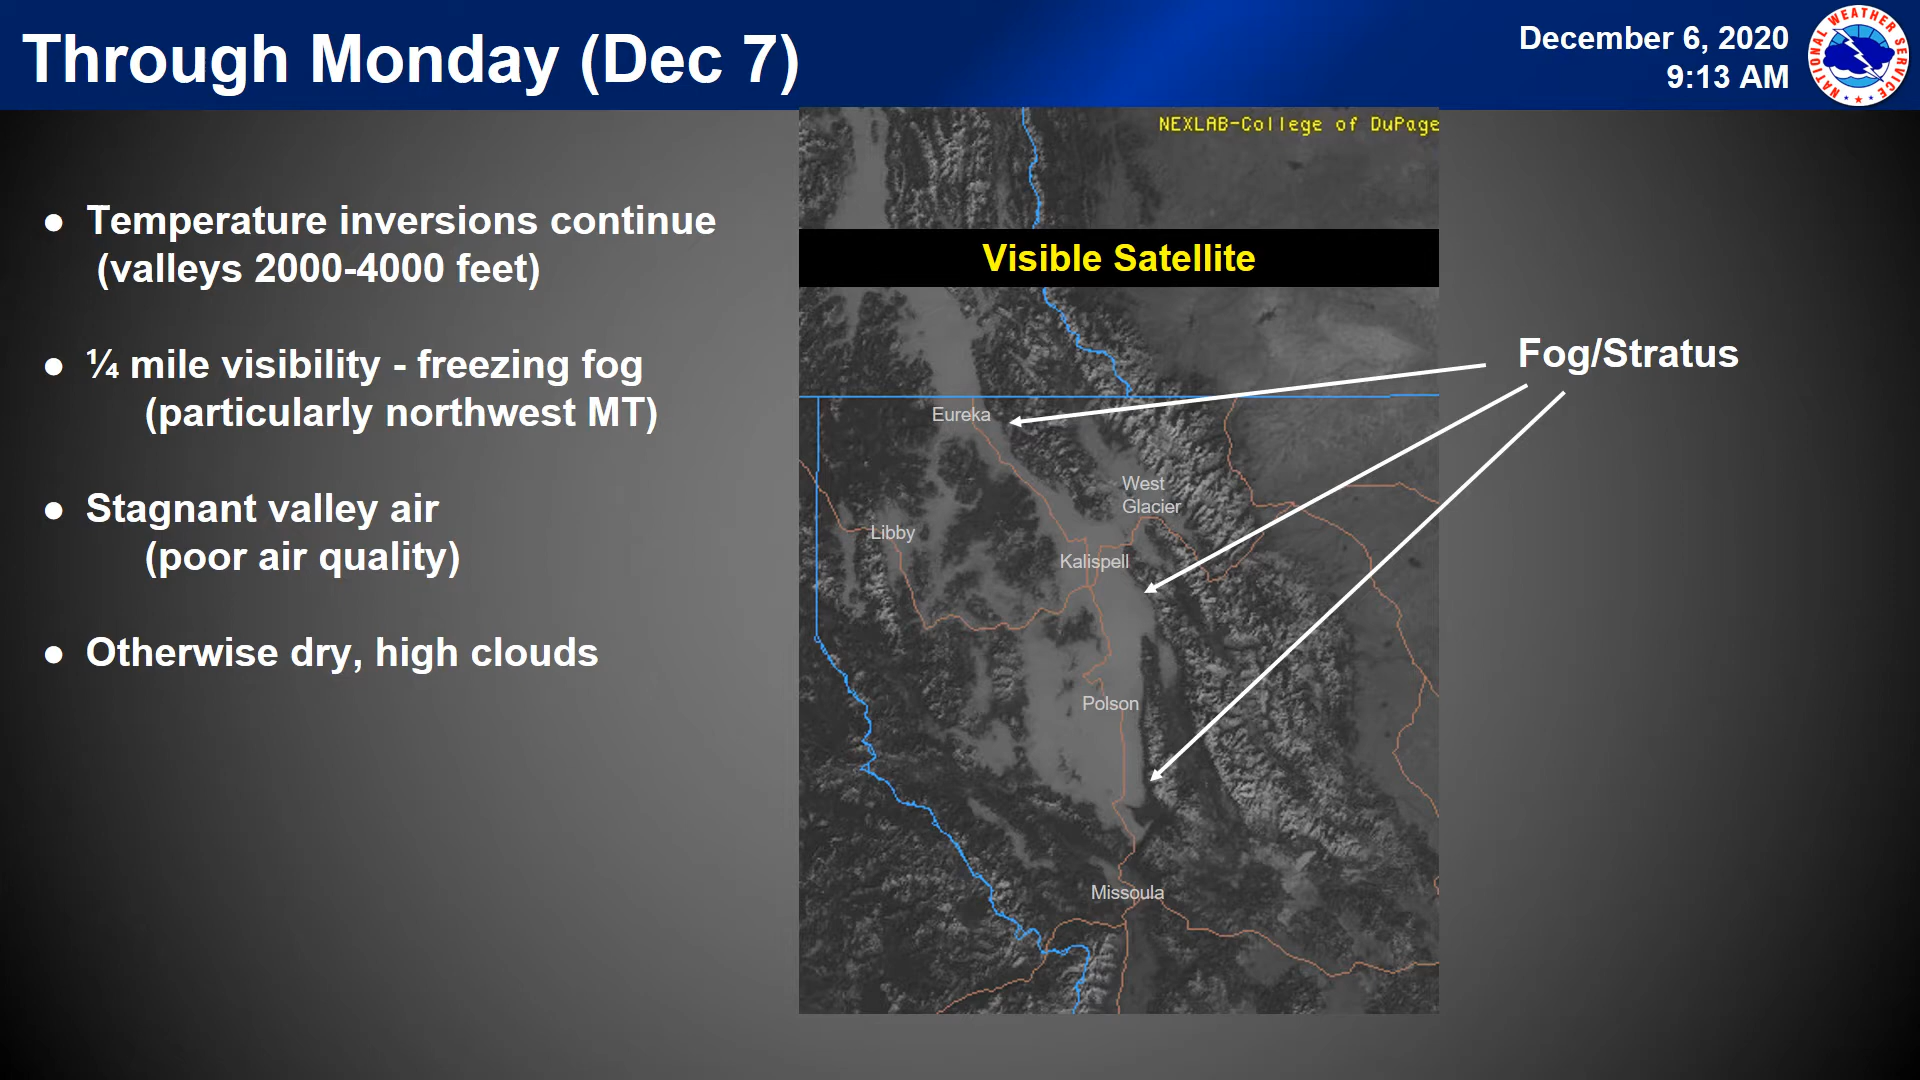 Through Monday (Dec 7)
December 6, 2020
9:13 AM
NATIONAL WEATHER SERVICE
● Temperature inversions continue
(valleys 2000-4000 feet)
● ¼ mile visibility - freezing fog
(particularly northwest MT)
● Stagnant valley air
(poor air quality)
● Otherwise dry, high clouds
NEXLAB-College of DuPage
Visible Satellite
Fog/Stratus
Eureka
West
Glacier
Libby
Kalispell
Polson
Missoula